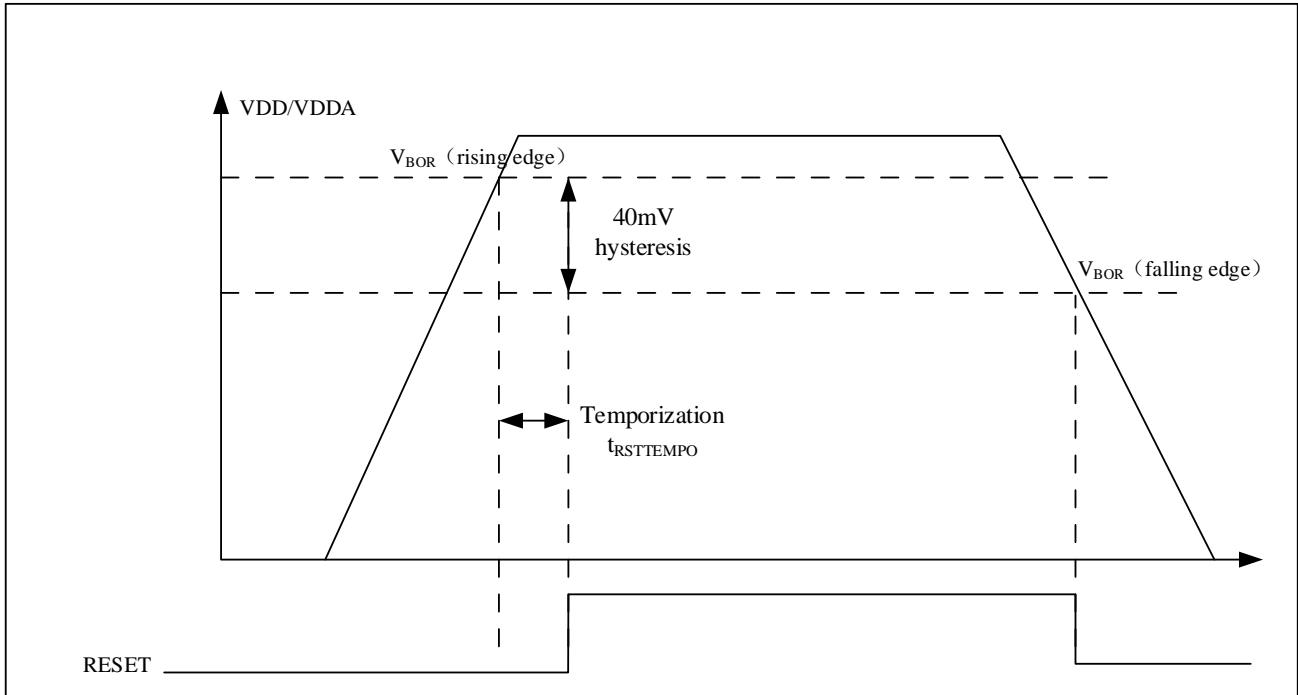 VDD/VDDA
VBOR（rising edge）
40mV
hysteresis
VBOR（falling edge）
Temporization
tRSTTEMPO
RESET